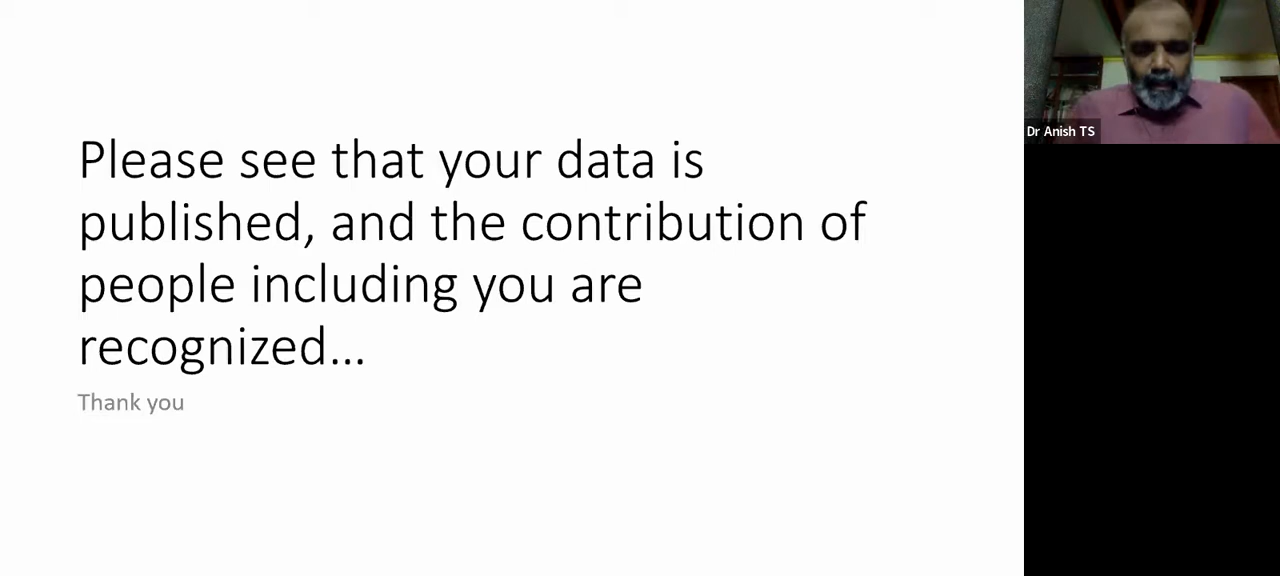 Please see that your data is
published, and the contribution of
people including you are
recognized...
Thank you
Dr Anish TS